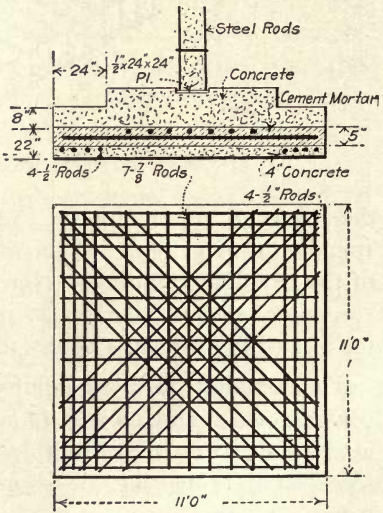 Steel Rods
24"
½"x24"x24"
Pl.
Concrete
Cement Mortar
8"
5"
22"
4-½" Rods
7-⅞" Rods
4" Concrete
4-½" Rods
11'0"
11'0"